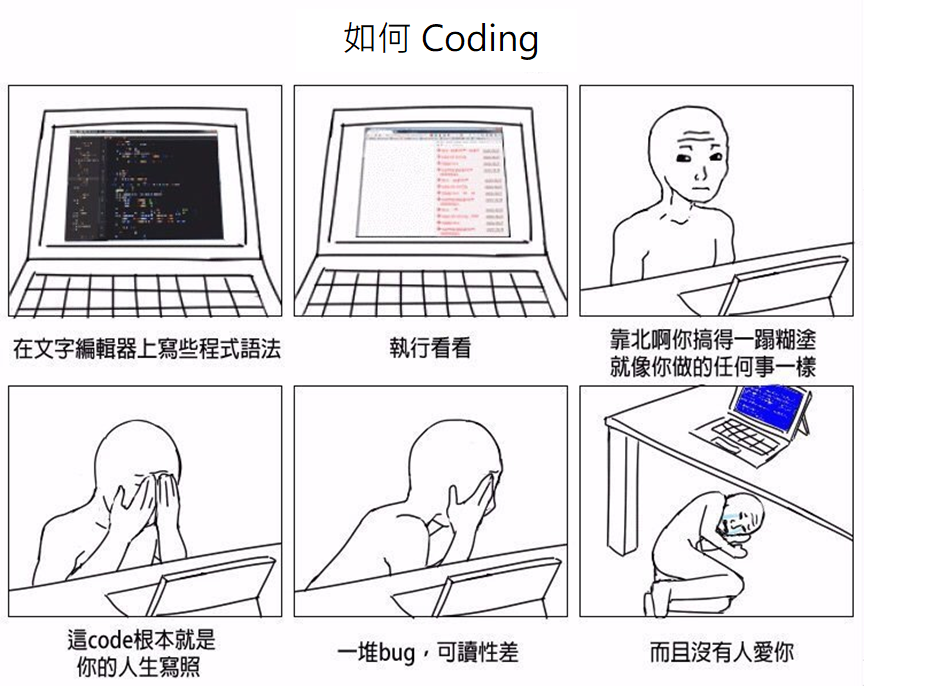 如何 Coding
在文字編輯器上寫些程式語法
執行看看
靠北啊你搞得一蹋糊塗
就像你做的任何事一樣
這code根本就是
你的人生寫照
一堆bug，可讀性差
而且沒有人愛你